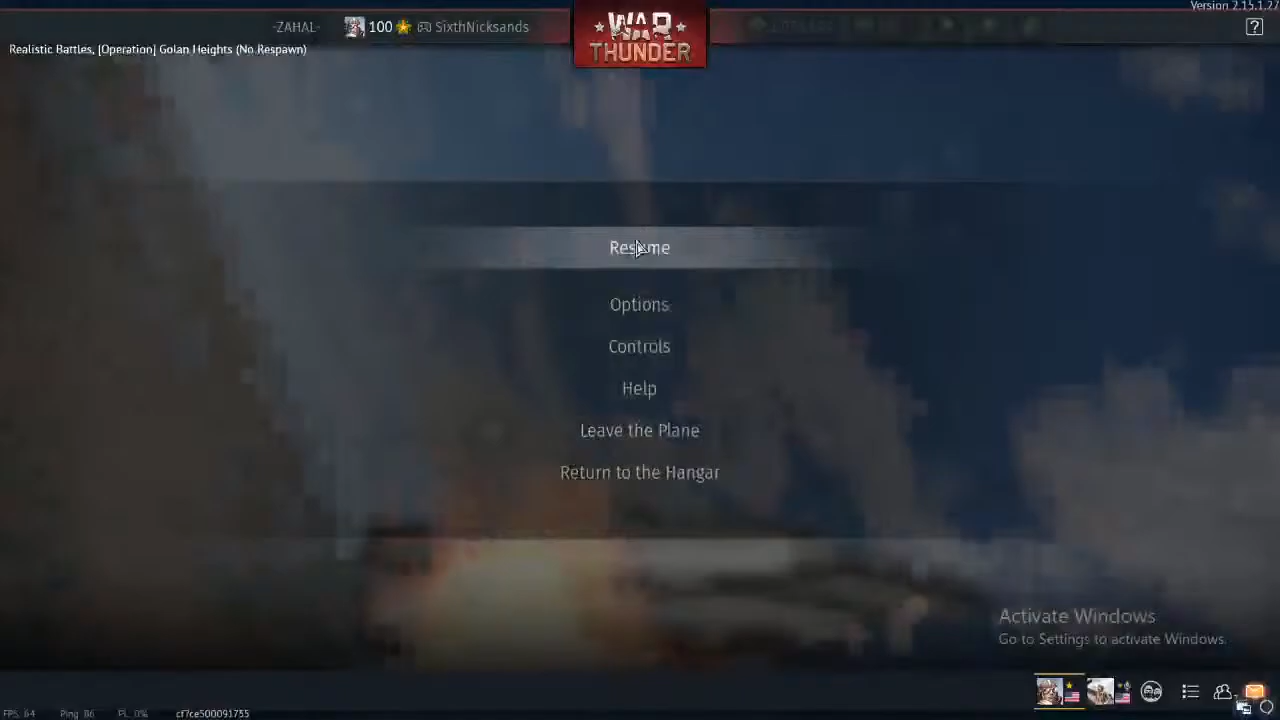 Version 2.15.1.27
-ZAHAL- 100 SixthNicksands
WAR
THUNDER
?
Realistic Battles, [Operation] Golan Heights (No Respawn)
Resume
Options
Controls
Help
Leave the Plane
Return to the Hangar
Activate Windows
Go to Settings to activate Windows.
FPS: 64 Ping: 86 PL: 0% cf7ce500091755